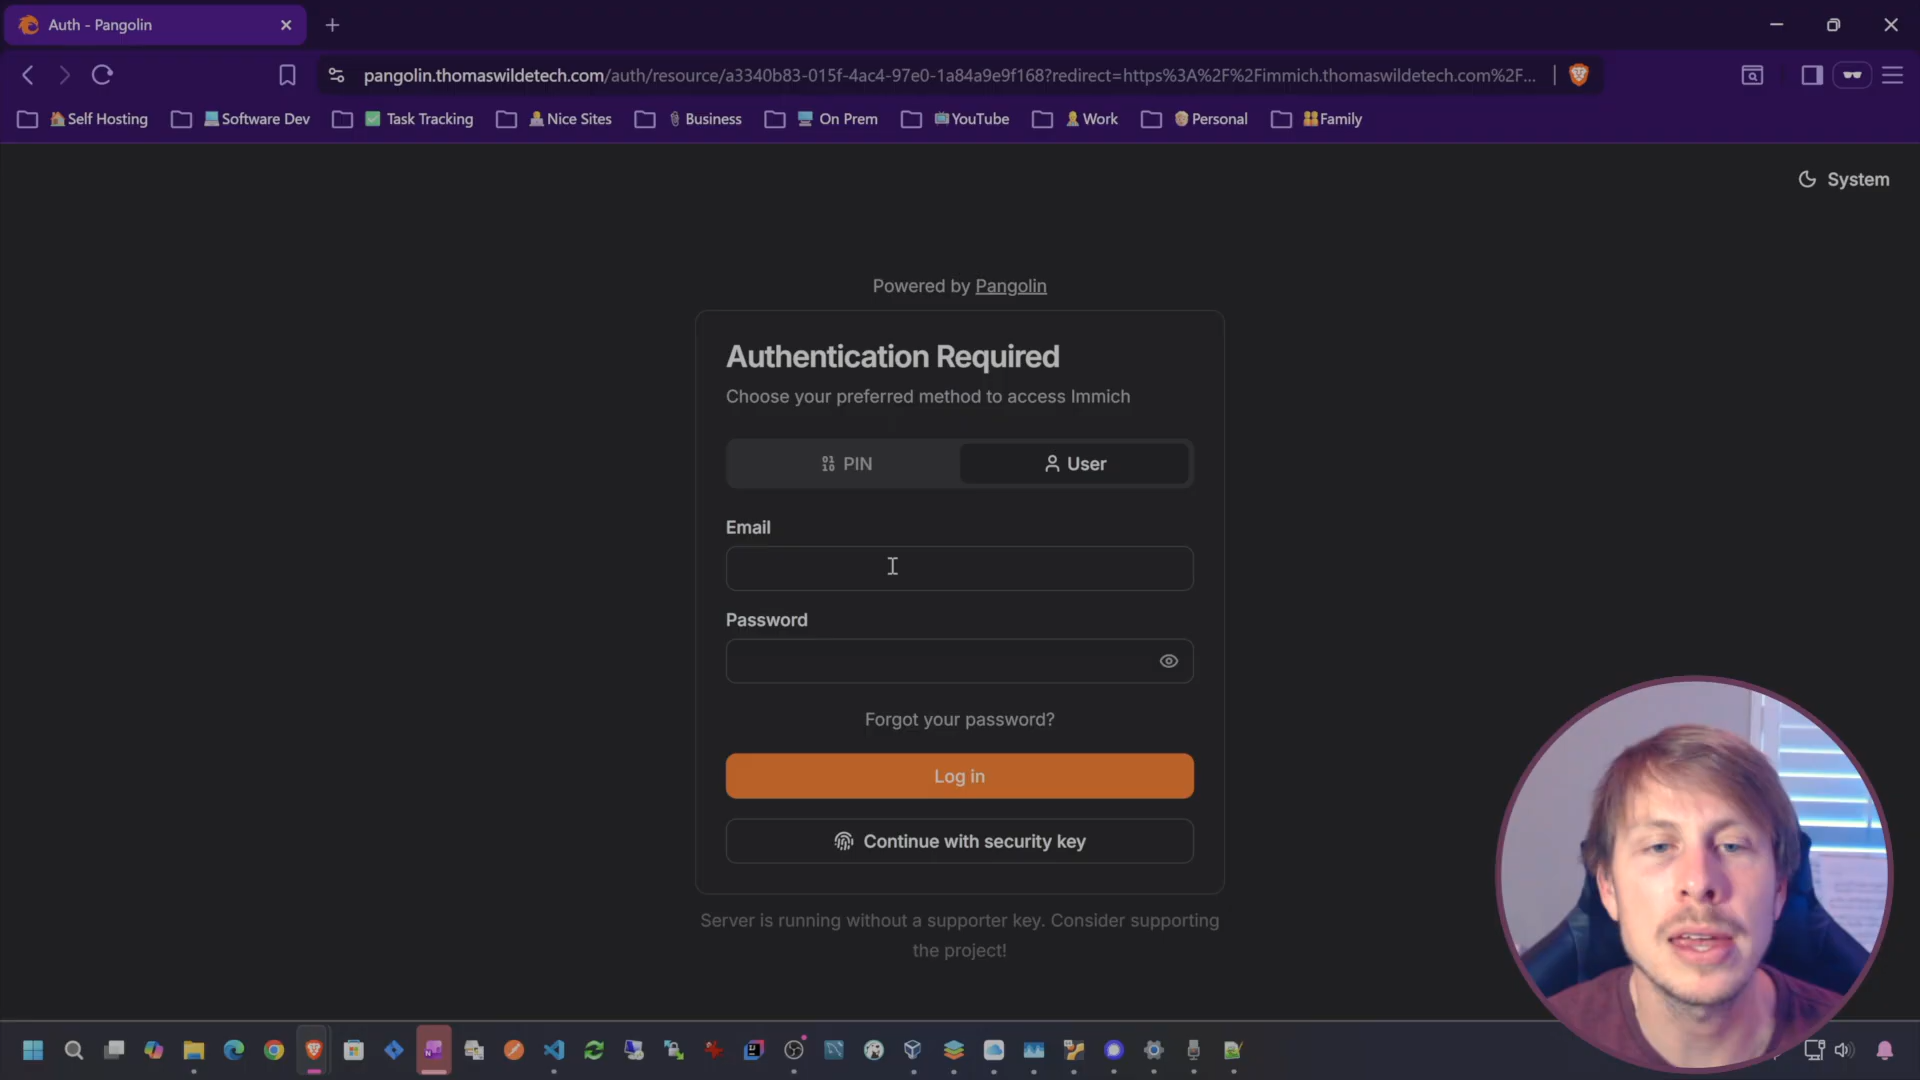 Auth - Pangolin
pangolin.thomaswildetech.com/auth/resource/a3340b83-015f-4ac4-97e0-1a84a9e9f168?redirect=https%3A%2F%2Fimmich.thomaswildetech.com%2F...
Self Hosting
Software Dev
Task Tracking
Nice Sites
Business
On Prem
YouTube
Work
Personal
Family
System
Powered by Pangolin
Authentication Required
Choose your preferred method to access Immich
PIN
User
Email
Password
Forgot your password?
Log in
Continue with security key
Server is running without a supporter key. Consider supporting
the project!